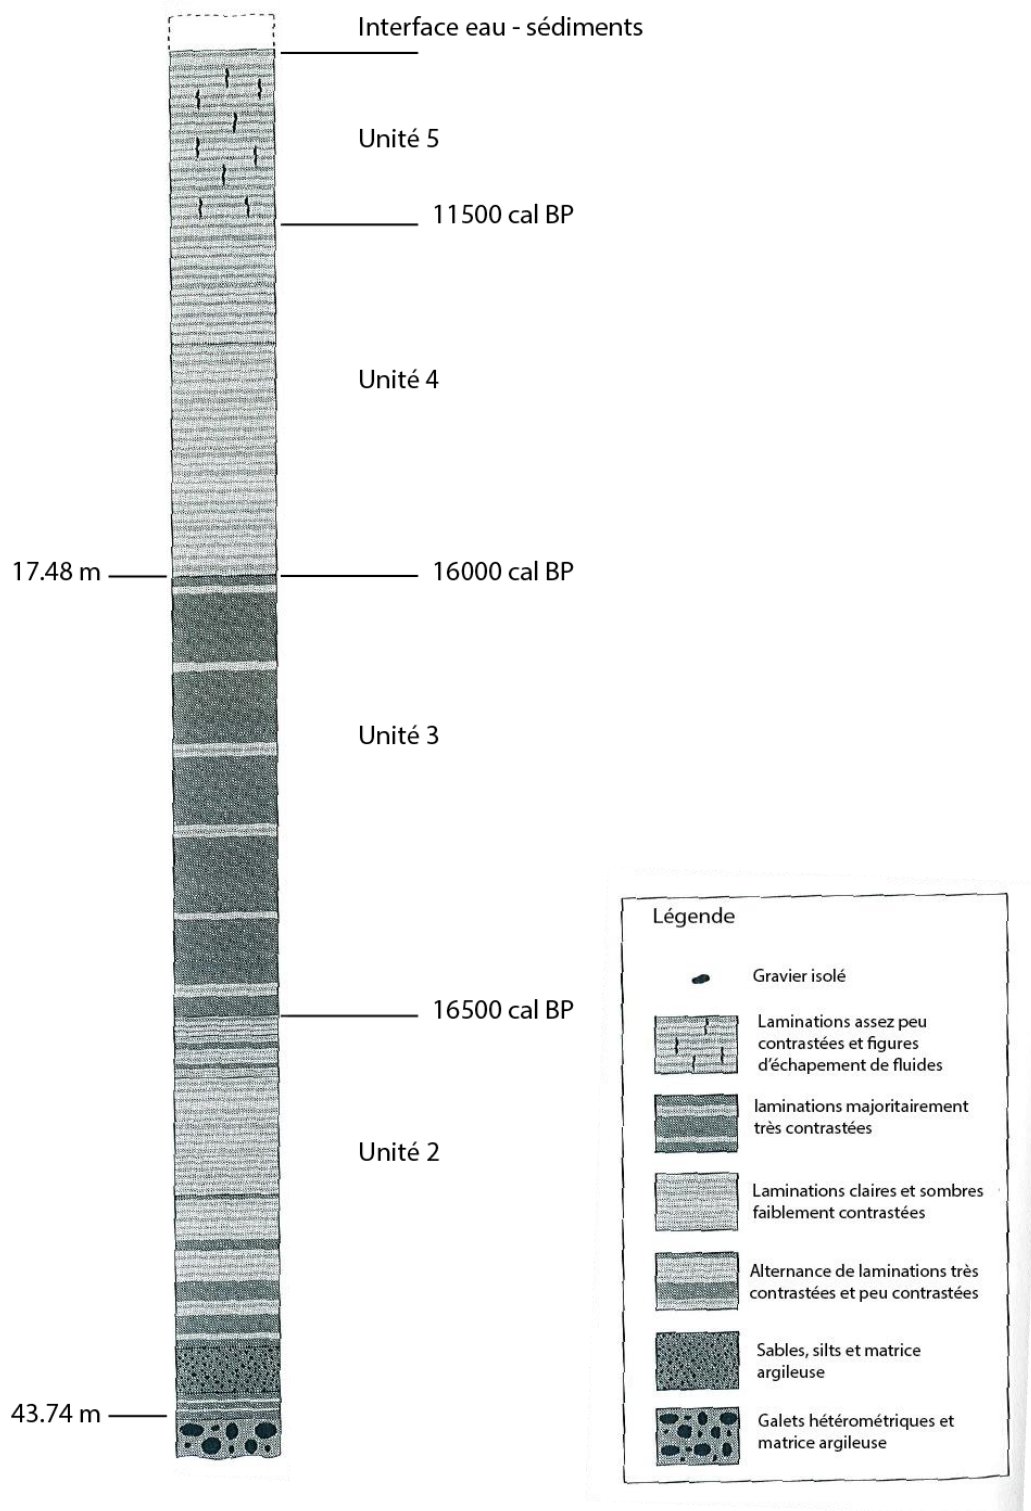 Interface eau - sédiments
Unité 5
11500 cal BP
Unité 4
17.48 m
16000 cal BP
Unité 3
16500 cal BP
Unité 2
43.74 m
Légende
Gravier isolé
Laminations assez peu
contrastées et figures
d'échapement de fluides
laminations majoritairement
très contrastées
Laminations claires et sombres
faiblement contrastées
Alternance de laminations très
contrastées et peu contrastées
Sables, silts et matrice
argileuse
Galets hétérométriques et
matrice argileuse